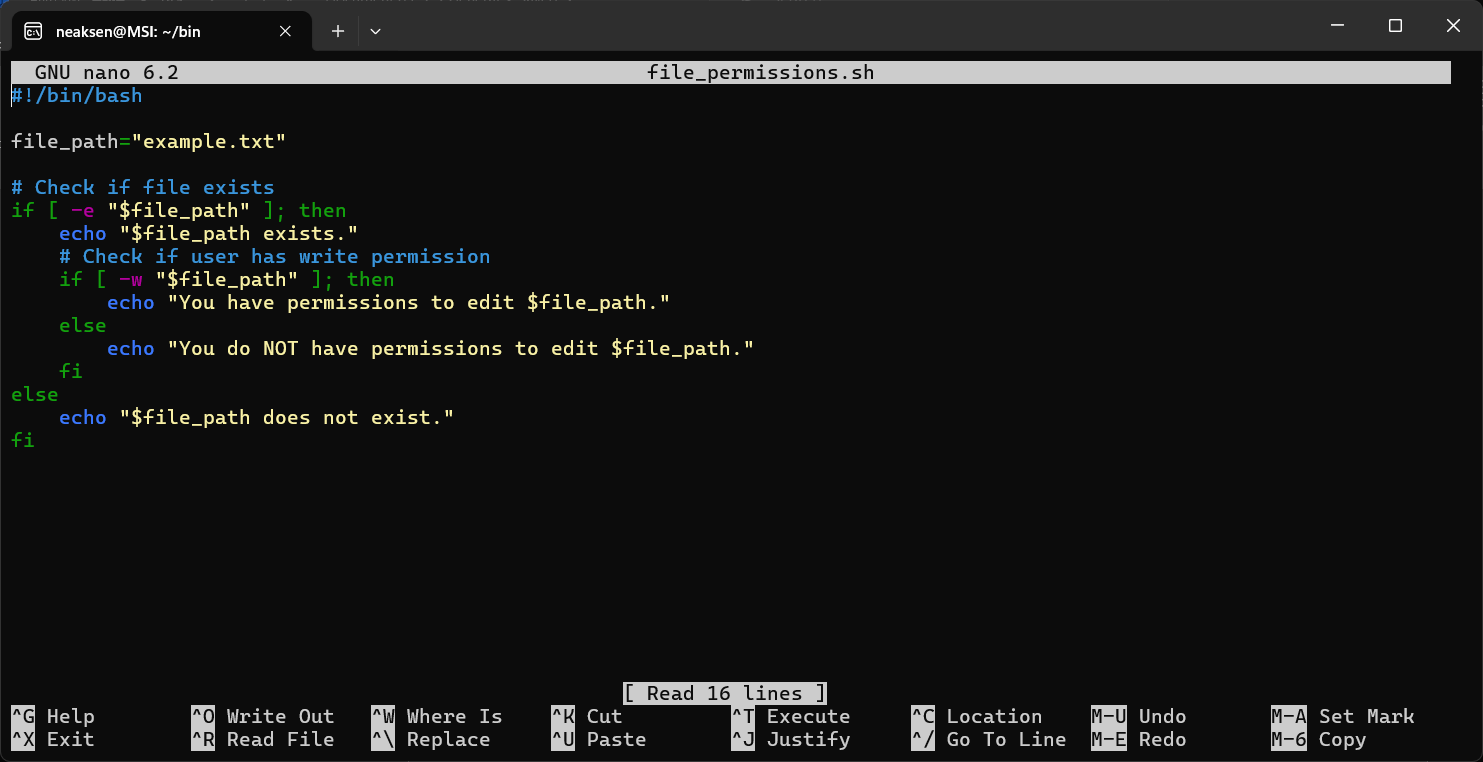 neaksen@MSI: ~/bin
GNU nano 6.2 file_permissions.sh
#!/bin/bash

file_path="example.txt"

# Check if file exists
if [ -e "$file_path" ]; then
    echo "$file_path exists."
    # Check if user has write permission
    if [ -w "$file_path" ]; then
        echo "You have permissions to edit $file_path."
    else
        echo "You do NOT have permissions to edit $file_path."
    fi
else
    echo "$file_path does not exist."
fi
[ Read 16 lines ]
^G Help ^O Write Out ^W Where Is ^K Cut ^T Execute ^C Location M-U Undo M-A Set Mark
^X Exit ^R Read File ^\ Replace ^U Paste ^J Justify ^/ Go To Line M-E Redo M-6 Copy